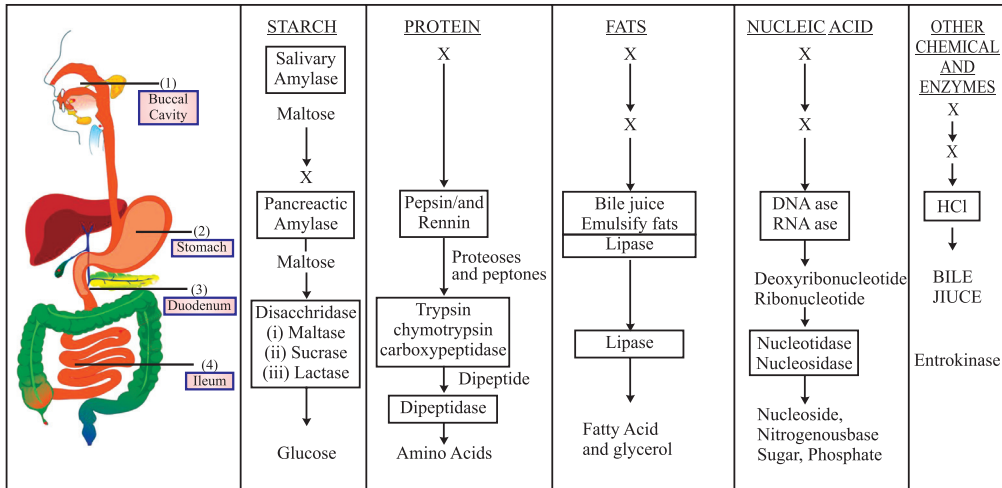 (1)
Buccal
Cavity
(2)
Stomach
(3)
Duodenum
(4)
Ileum
STARCH
Salivary
Amylase
Maltose
X
Pancreactic
Amylase
Maltose
Disacchridase
(i) Maltase
(ii) Sucrase
(iii) Lactase
Glucose
PROTEIN
X
Pepsin/and
Rennin
Proteoses
and peptones
Trypsin
chymotrypsin
carboxypeptidase
Dipeptide
Dipeptidase
Amino Acids
FATS
X
X
Bile juice
Emulsify fats
Lipase
Lipase
Fatty Acid
and glycerol
NUCLEIC ACID
X
X
DNA ase
RNA ase
Deoxyribonucleotide
Ribonucleotide
Nucleotidase
Nucleosidase
Nucleoside,
Nitrogenousbase
Sugar, Phosphate
OTHER
CHEMICAL
AND
ENZYMES
X
X
HCl
BILE
JIUCE
Entrokinase